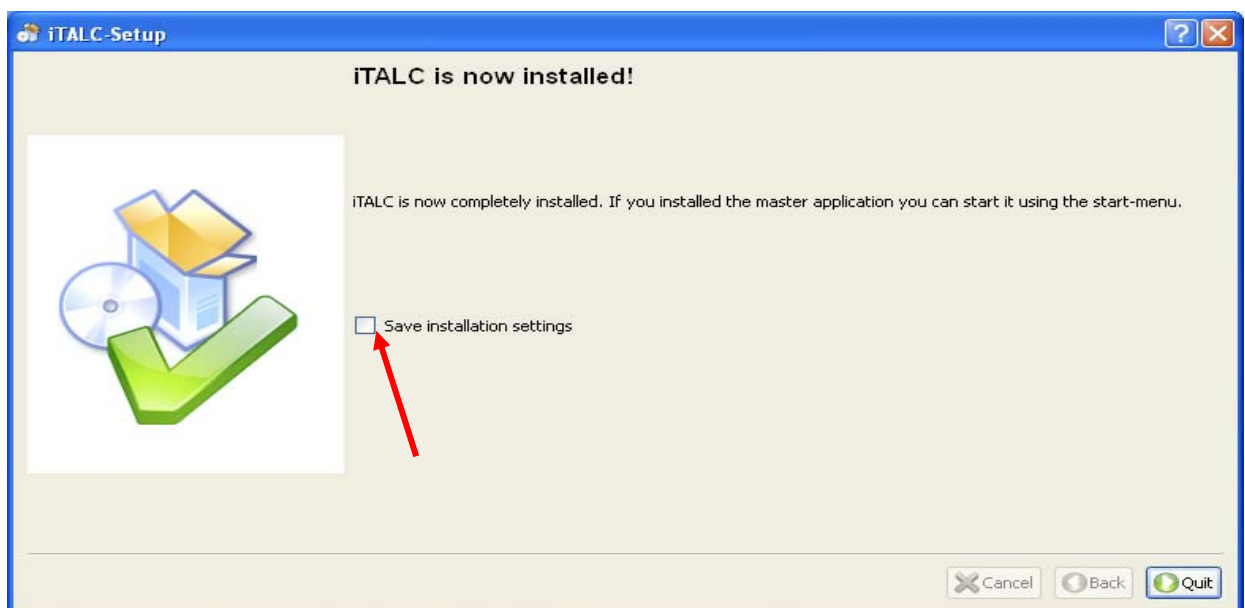 iTALC-Setup
iTALC is now installed!
iTALC is now completely installed. If you installed the master application you can start it using the start-menu.
Save installation settings
Cancel Back Quit